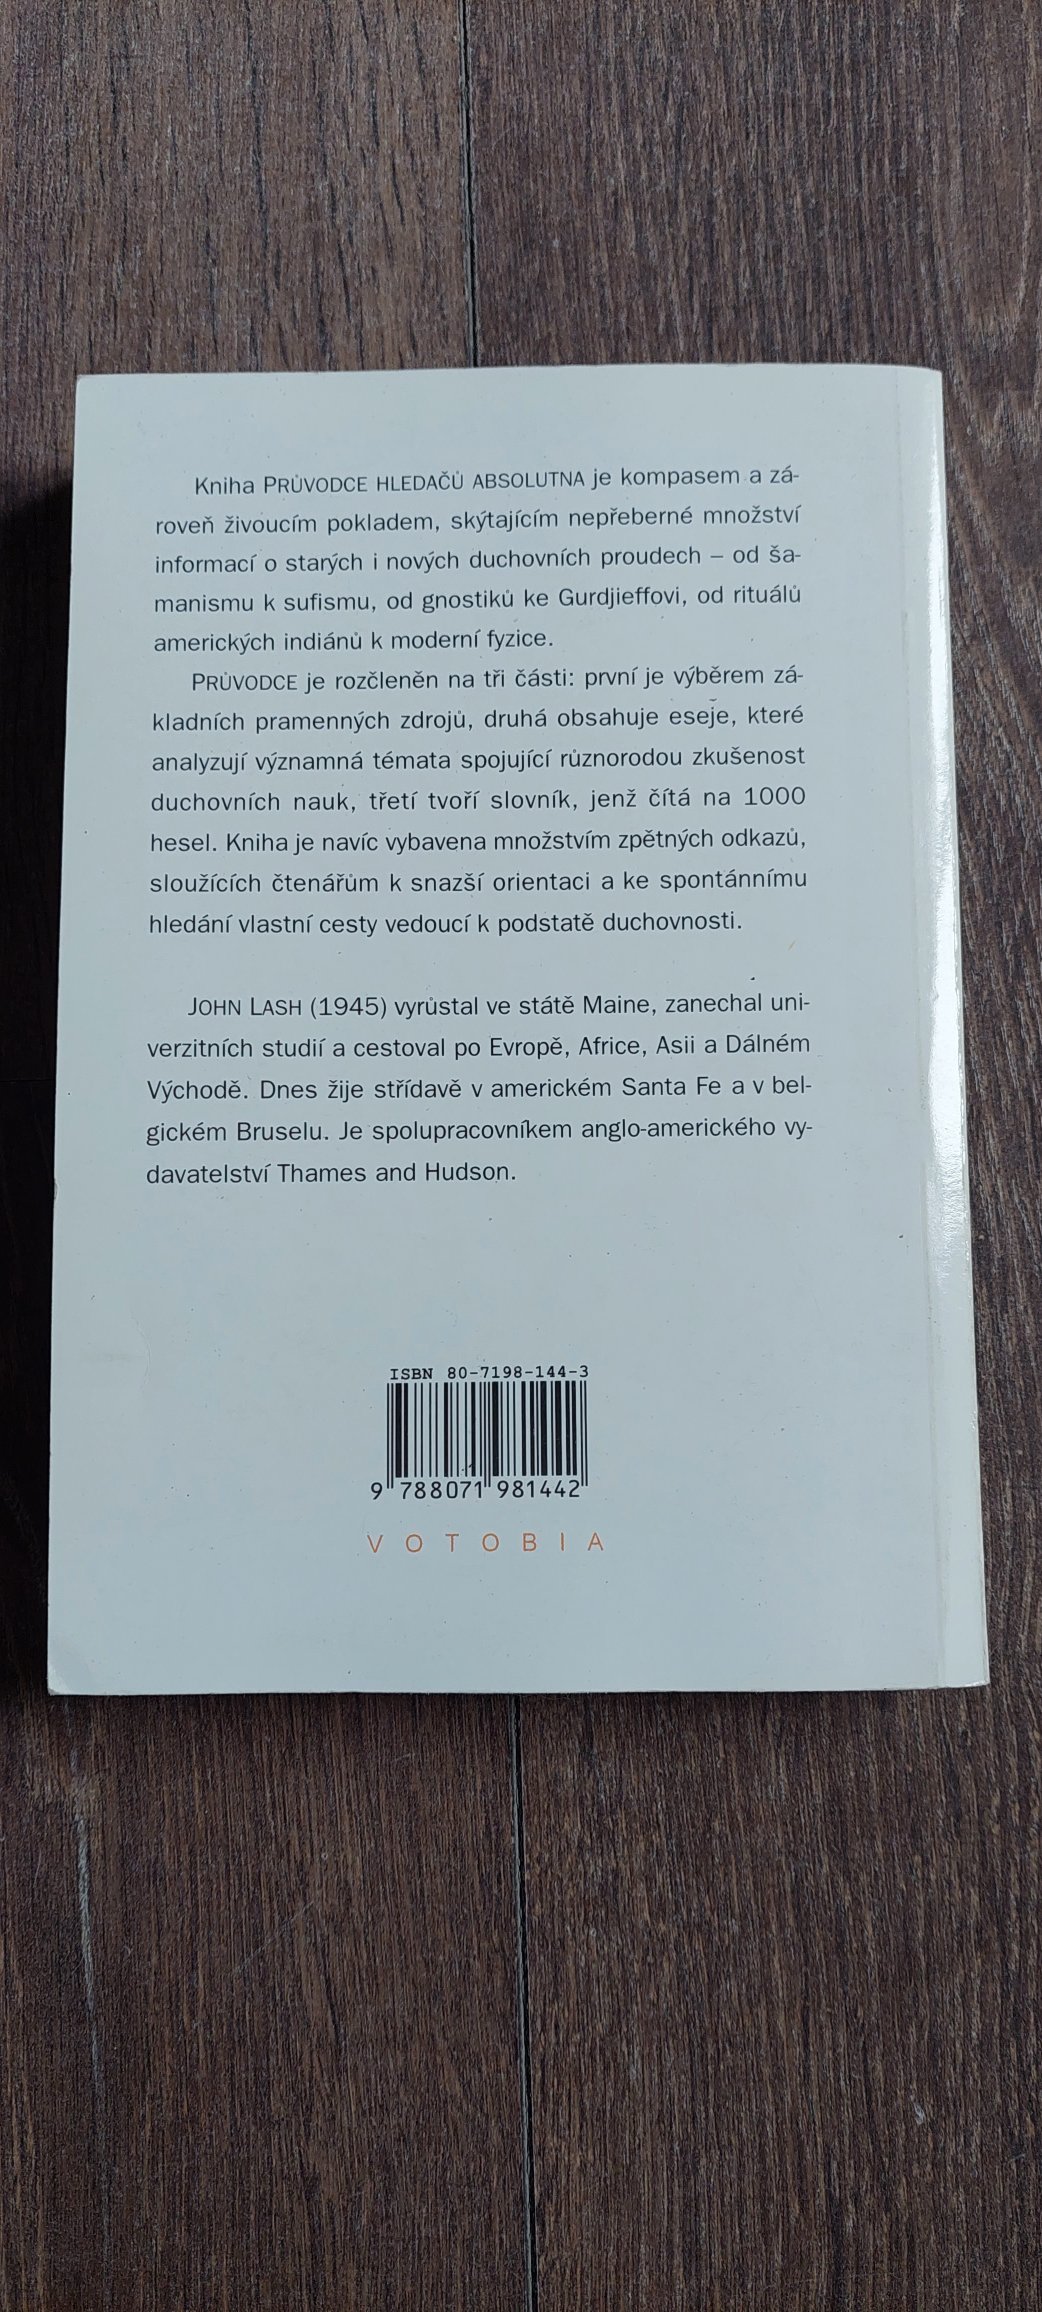 Kniha PRŮVODCE HLEDAČŮ ABSOLUTNA je kompasem a zá-
roveň živoucím pokladem, skýtajícím nepřeberné množství
informací o starých i nových duchovních proudech – od ša-
manismu k sufismu, od gnostiků ke Gurdjieffovi, od rituálů
amerických indiánů k moderní fyzice.
PRŮVODCE je rozčleněn na tři části: první je výběrem zá-
kladních pramenných zdrojů, druhá obsahuje eseje, které
analyzují významná témata spojující různorodou zkušenost
duchovních nauk, třetí tvoří slovník, jenž čítá na 1000
hesel. Kniha je navíc vybavena množstvím zpětných odkazů,
sloužících čtenářům k snazší orientaci a ke spontánnímu
hledání vlastní cesty vedoucí k podstatě duchovnosti.
JOHN LASH (1945) vyrůstal ve státě Maine, zanechal uni-
verzitních studií a cestoval po Evropě, Africe, Asii a Dálném
Východě. Dnes žije střídavě v americkém Santa Fe a v bel-
gickém Bruselu. Je spolupracovníkem anglo-amerického vy-
davatelství Thames and Hudson.
ISBN 80-7198-144-3
9 788071 981442
VOTOBIA